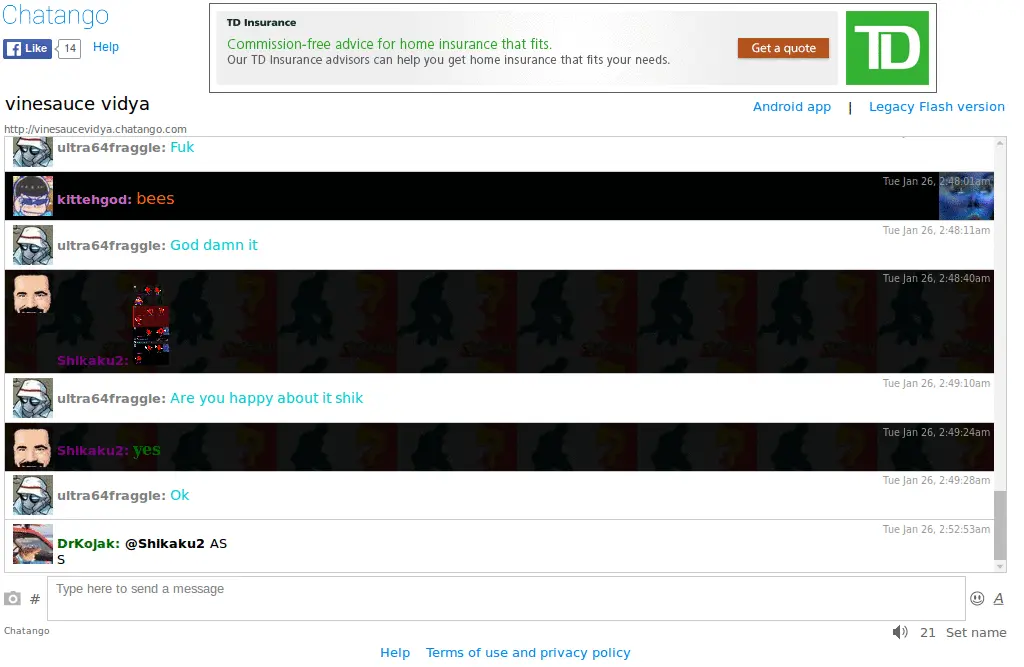 Chatango
Like
14
Help
TD Insurance
Commission-free advice for home insurance that fits.
Our TD Insurance advisors can help you get home insurance that fits your needs.
Get a quote
TD
vinesauce vidya
Android app | Legacy Flash version
http://vinesaucevidya.chatango.com
ultra64fraggle: Fuk
Tue Jan 26, 2:48:01am
kittehgod: bees
Tue Jan 26, 2:48:11am
ultra64fraggle: God damn it
Tue Jan 26, 2:48:40am
Shikaku2:
Tue Jan 26, 2:49:10am
ultra64fraggle: Are you happy about it shik
Tue Jan 26, 2:49:24am
Shikaku2: yes
Tue Jan 26, 2:49:28am
ultra64fraggle: Ok
Tue Jan 26, 2:52:53am
DrKojak: @Shikaku2 AS
S
# Type here to send a message A
Chatango
21 Set name
Help Terms of use and privacy policy